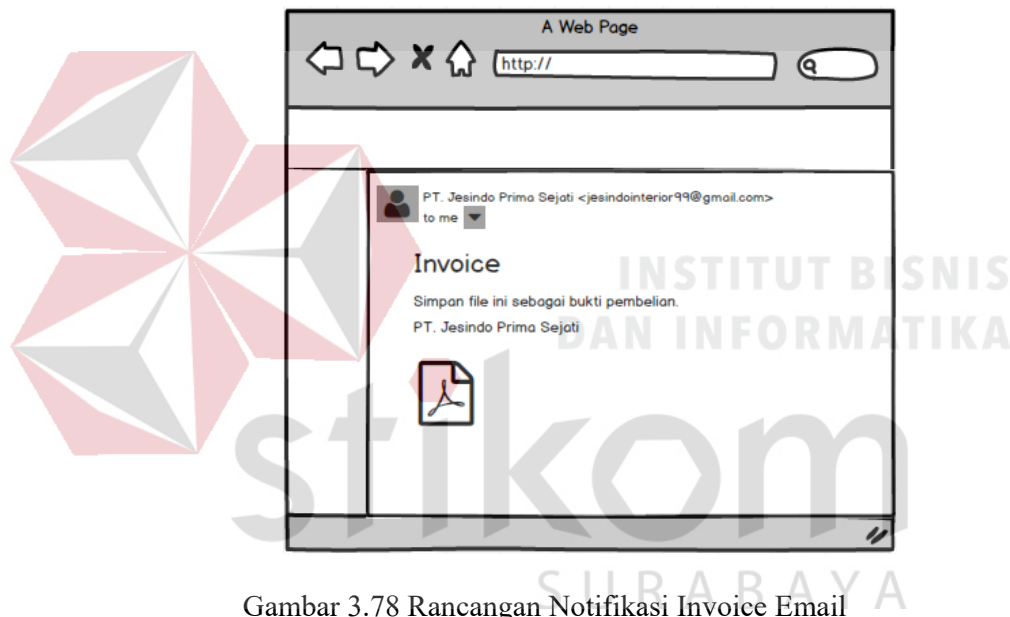 A Web Page
http://
PT. Jesindo Prima Sejati <jesindointerior99@gmail.com>
to me
Invoice
Simpan file ini sebagai bukti pembelian.
PT. Jesindo Prima Sejati
INSTITUT BISNIS
DAN INFORMATIKA
stikom
SURABAYA
Gambar 3.78 Rancangan Notifikasi Invoice Email